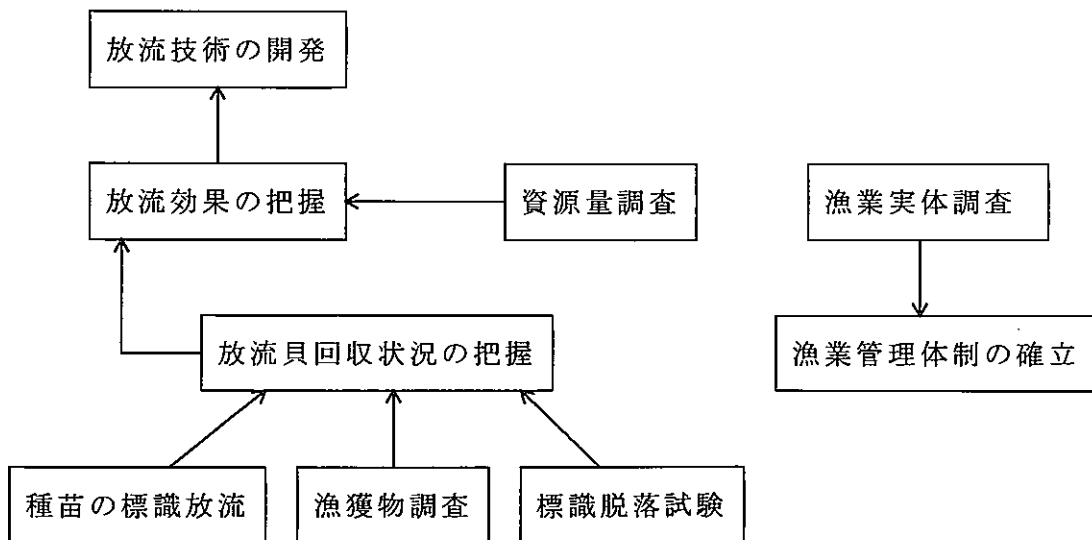 放流技術の開発
放流効果の把握
資源量調査
漁業実体調査
放流貝回収状況の把握
漁業管理体制の確立
種苗の標識放流
漁獲物調査
標識脱落試験